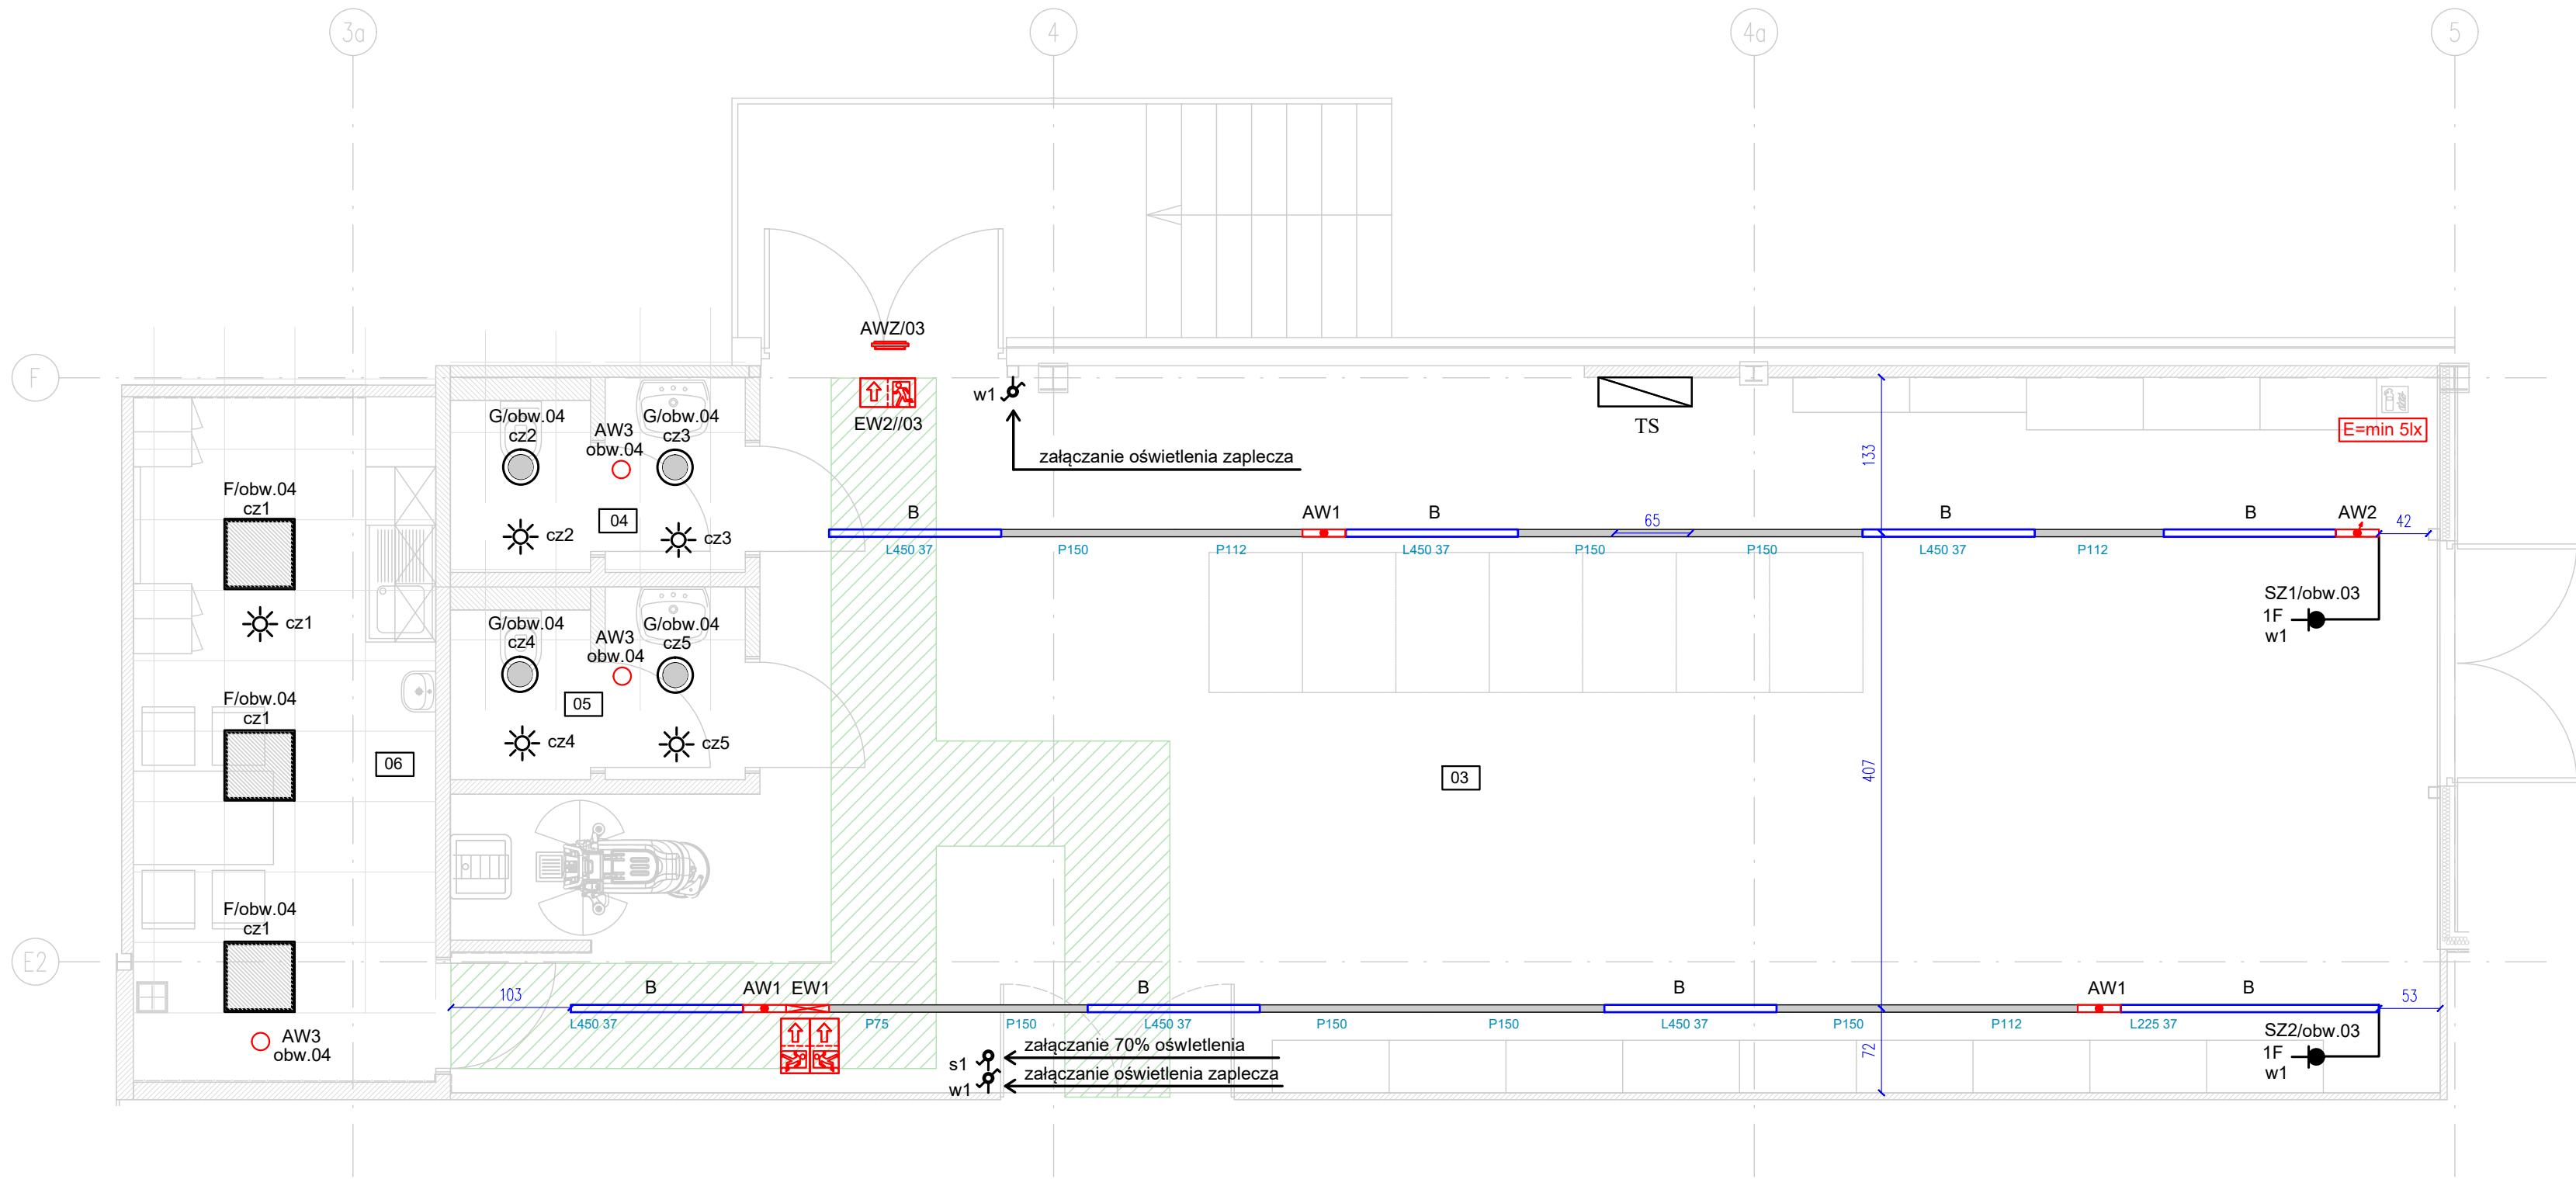 3a
4
4a
5
F
E2
AWZ/03
EW2//03
w1
załączanie oświetlenia zaplecza
TS
E=min 5lx
133
G/obw.04
cz2
AW3
obw.04
G/obw.04
cz3
F/obw.04
cz1
04
cz2
cz3
B
AW1
B
65
B
B
AW2
42
L450 37
P150
P112
L450 37
P150
P150
L450 37
P112
SZ1/obw.03
1F
w1
cz1
G/obw.04
cz4
AW3
obw.04
G/obw.04
cz5
F/obw.04
cz1
05
cz4
cz5
06
03
407
F/obw.04
cz1
103
B
AW1
EW1
B
B
AW1
B
53
L450 37
P75
P150
L450 37
P150
P150
L450 37
P150
P112
L225 37
AW3
obw.04
załączanie 70% ośwIetlenia
s1
załączanie oświetlenia zaplecza
w1
72
SZ2/obw.03
1F
w1